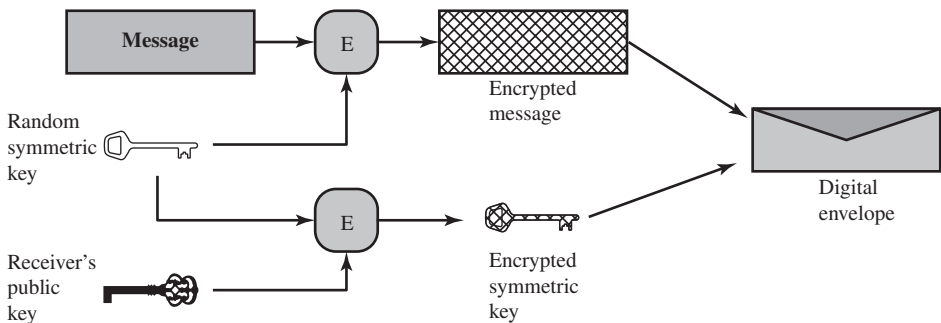 Message
E
Encrypted
message
Random
symmetric
key
Digital
envelope
E
Receiver's
public
key
Encrypted
symmetric
key